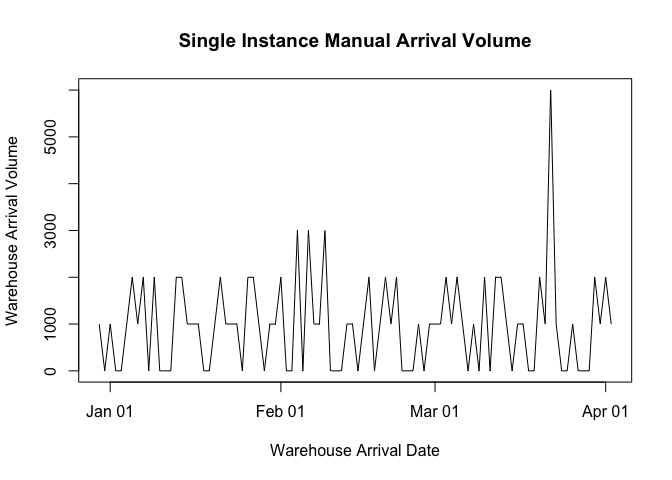 Single Instance Manual Arrival Volume
Warehouse Arrival Volume
5000
3000
1000
0
Jan 01 Feb 01 Mar 01 Apr 01
Warehouse Arrival Date